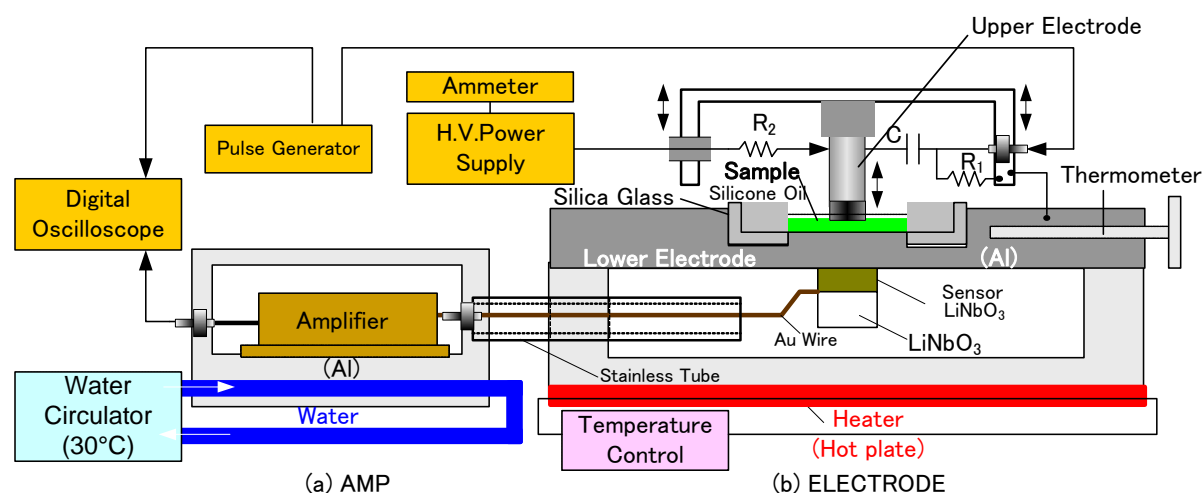 Upper Electrode
Ammeter
H.V.Power
Supply
Pulse Generator
R2
C
R1
Sample
Silicone Oil
Silica Glass
Thermometer
Digital
Oscilloscope
Lower Electrode
(Al)
Sensor
LiNbO3
Amplifier
Au Wire
LiNbO3
(Al)
Stainless Tube
Water
Circulator
(30°C)
Water
Heater
(Hot plate)
Temperature
Control
(a) AMP
(b) ELECTRODE